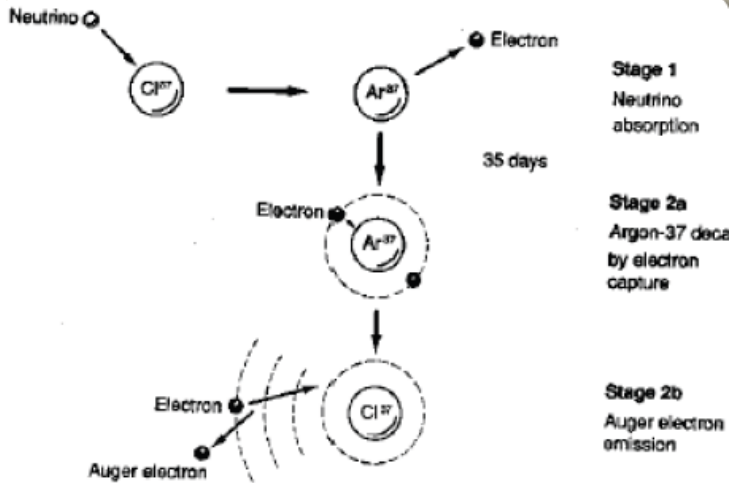 Neutrino
Cl³⁷
Ar³⁷
Electron
Stage 1
Neutrino
absorption
35 days
Electron
Ar³⁷
Stage 2a
Argon-37 deca
by electron
capture
Electron
Auger electron
Cl³⁷
Stage 2b
Auger electron
emission